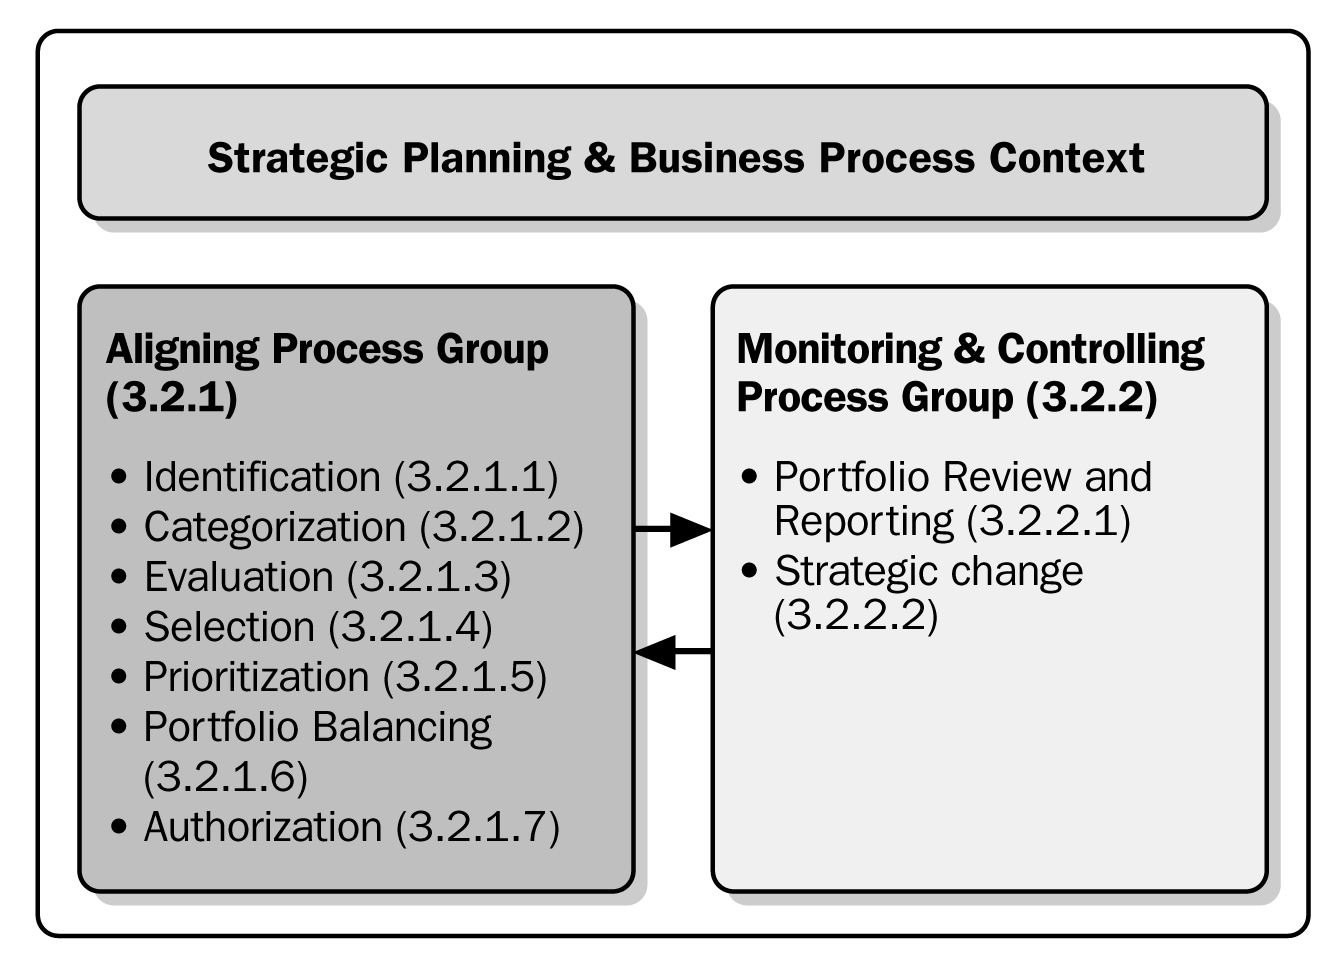 Strategic Planning & Business Process Context
Aligning Process Group
(3.2.1)
• Identification (3.2.1.1)
• Categorization (3.2.1.2)
• Evaluation (3.2.1.3)
• Selection (3.2.1.4)
• Prioritization (3.2.1.5)
• Portfolio Balancing
(3.2.1.6)
• Authorization (3.2.1.7)
Monitoring & Controlling
Process Group (3.2.2)
• Portfolio Review and
Reporting (3.2.2.1)
• Strategic change
(3.2.2.2)